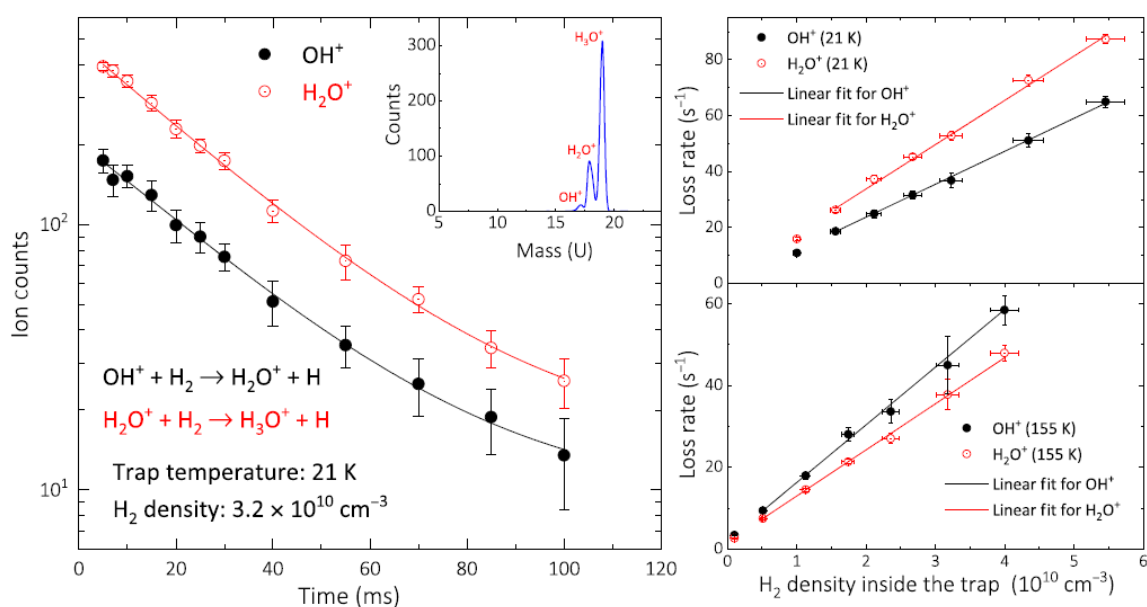 Ion counts
10²
10¹
OH⁺
H₂O⁺
Counts
300
200
100
0
H₃O⁺
H₂O⁺
OH⁺
5 10 15 20
Mass (U)
OH⁺ + H₂ → H₂O⁺ + H
H₂O⁺ + H₂ → H₃O⁺ + H
Trap temperature: 21 K
H₂ density: 3.2 × 10¹⁰ cm⁻³
0 20 40 60 80 100 120
Time (ms)
Loss rate (s⁻¹)
80
60
40
20
0
OH⁺ (21 K)
H₂O⁺ (21 K)
Linear fit for OH⁺
Linear fit for H₂O⁺
Loss rate (s⁻¹)
60
40
20
0
OH⁺ (155 K)
H₂O⁺ (155 K)
Linear fit for OH⁺
Linear fit for H₂O⁺
0 1 2 3 4 5 6
H₂ density inside the trap (10¹⁰ cm⁻³)